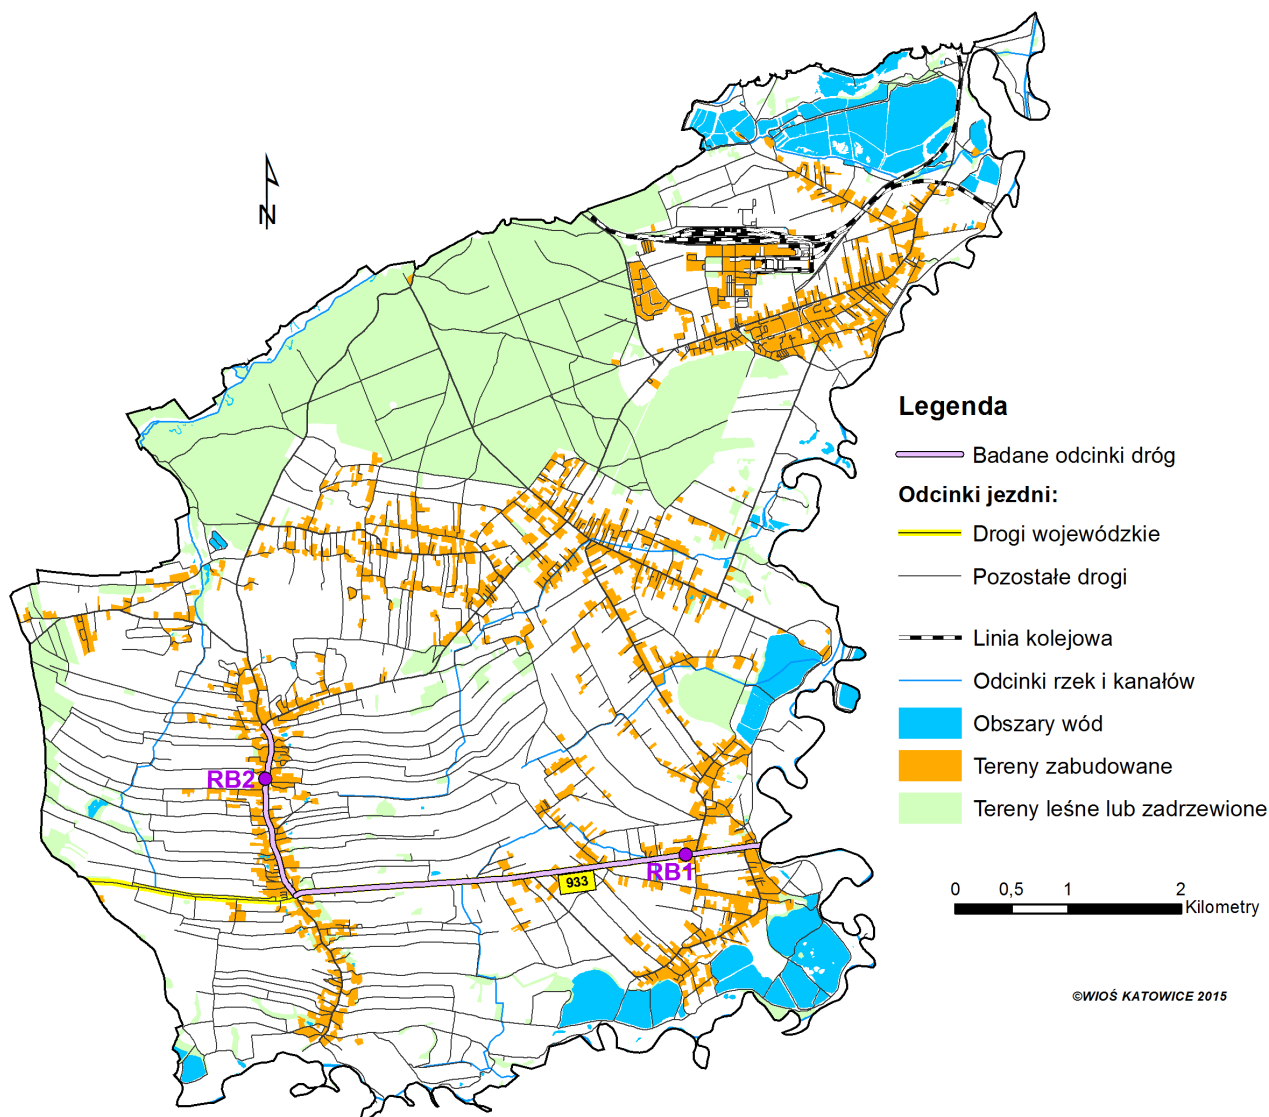 N
Legenda
Badane odcinki dróg
Odcinki jezdni:
Drogi wojewódzkie
Pozostałe drogi
Linia kolejowa
Odcinki rzek i kanałów
Obszary wód
Tereny zabudowane
Tereny leśne lub zadrzewione
RB2
RB1
933
0 0,5 1 2
Kilometry
©WIOŚ KATOWICE 2015